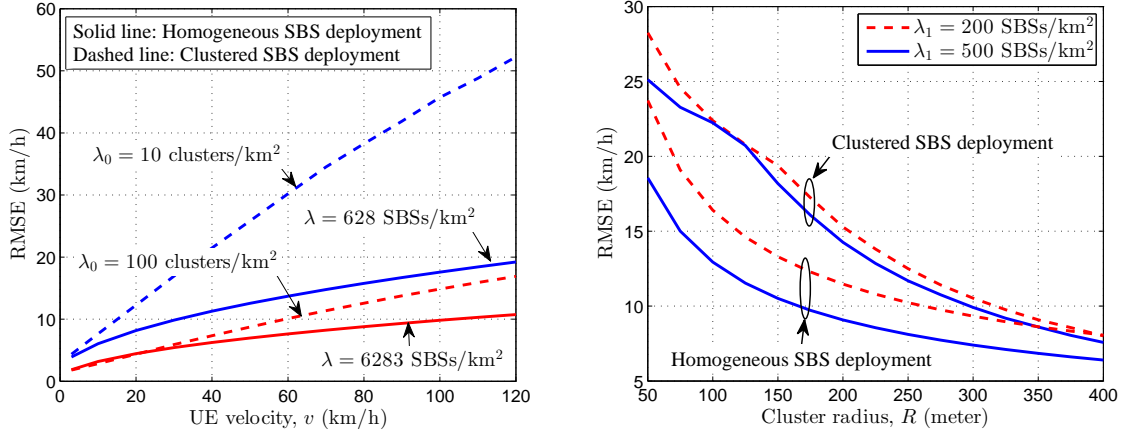 Solid line: Homogeneous SBS deployment
Dashed line: Clustered SBS deployment
λ₀ = 10 clusters/km²
λ = 628 SBSs/km²
λ₀ = 100 clusters/km²
λ = 6283 SBSs/km²
RMSE (km/h)
60
50
40
30
20
10
0
0 20 40 60 80 100 120
UE velocity, v (km/h)
λ₁ = 200 SBSs/km²
λ₁ = 500 SBSs/km²
Clustered SBS deployment
Homogeneous SBS deployment
RMSE (km/h)
30
25
20
15
10
5
50 100 150 200 250 300 350 400
Cluster radius, R (meter)